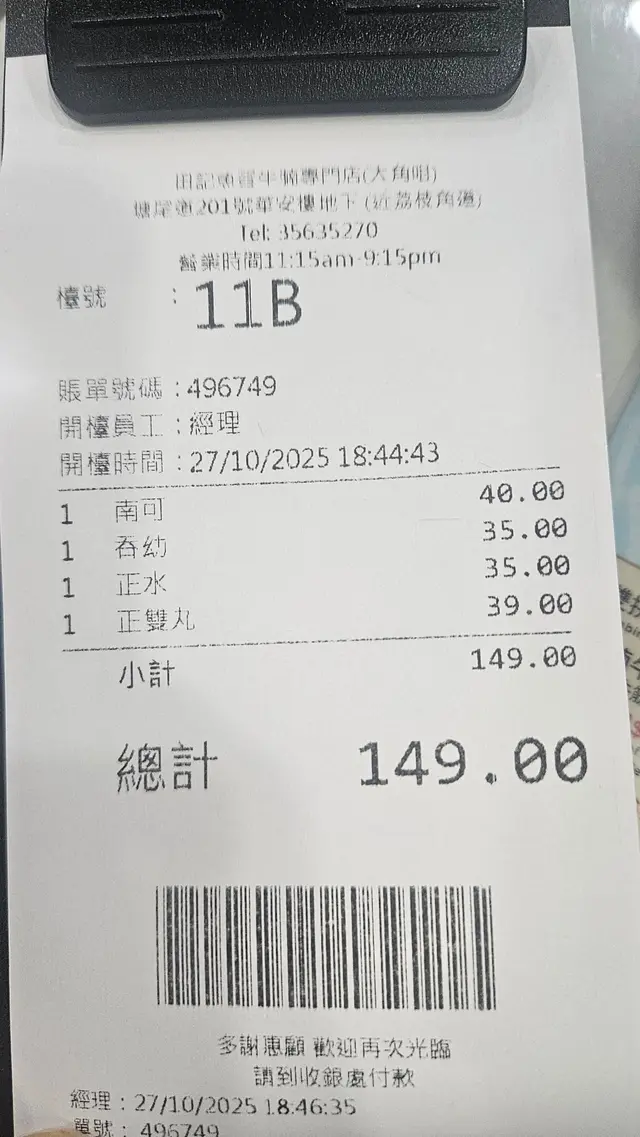 田記魚蛋牛腩專門店(大角咀)
塘尾道201號華安樓地下 (近荔枝角道)
Tel: 35635270
營業時間11:15am-9:15pm
檯號 : 11B
賬單號碼 : 496749
開檯員工 : 經理
開檯時間 : 27/10/2025 18:44:43
1 南可 40.00
1 吞幼 35.00
1 正水 35.00
1 正雙丸 39.00
小計 149.00
總計 149.00
多謝惠顧 歡迎再次光臨
請到收銀處付款
經理 : 27/10/2025 18:46:35
單號 : 496749